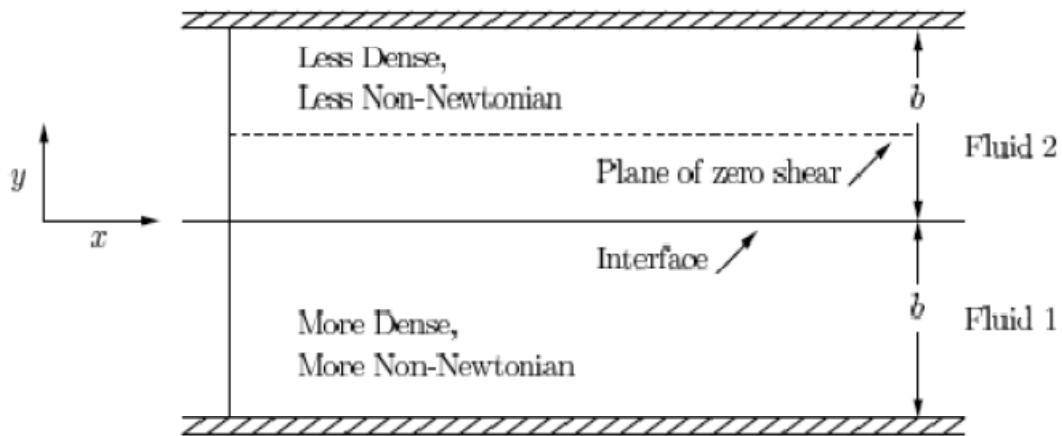 Less Dense,
Less Non-Newtonian
b
Fluid 2
Plane of zero shear
y
x
Interface
b
Fluid 1
More Dense,
More Non-Newtonian